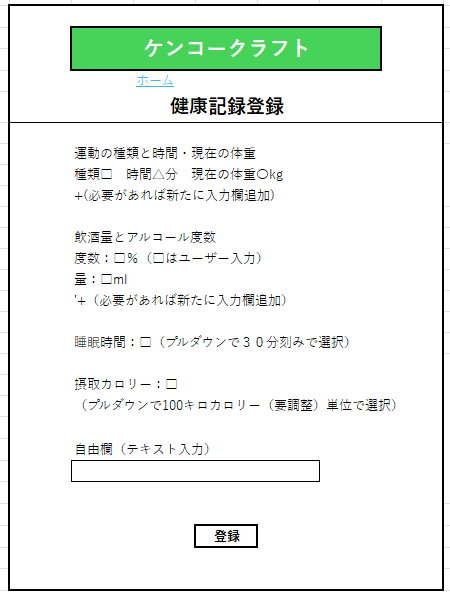 ケンコークラフト
ホーム
健康記録登録
運動の種類と時間・現在の体重
種類□　時間△分　現在の体重〇kg
+(必要があれば新たに入力欄追加)
飲酒量とアルコール度数
度数：□％（□はユーザー入力）
量：□ml
'+（必要があれば新たに入力欄追加）
睡眠時間：□（プルダウンで３０分刻みで選択）
摂取カロリー：□
（プルダウンで100キロカロリー（要調整）単位で選択）
自由欄（テキスト入力）
登録